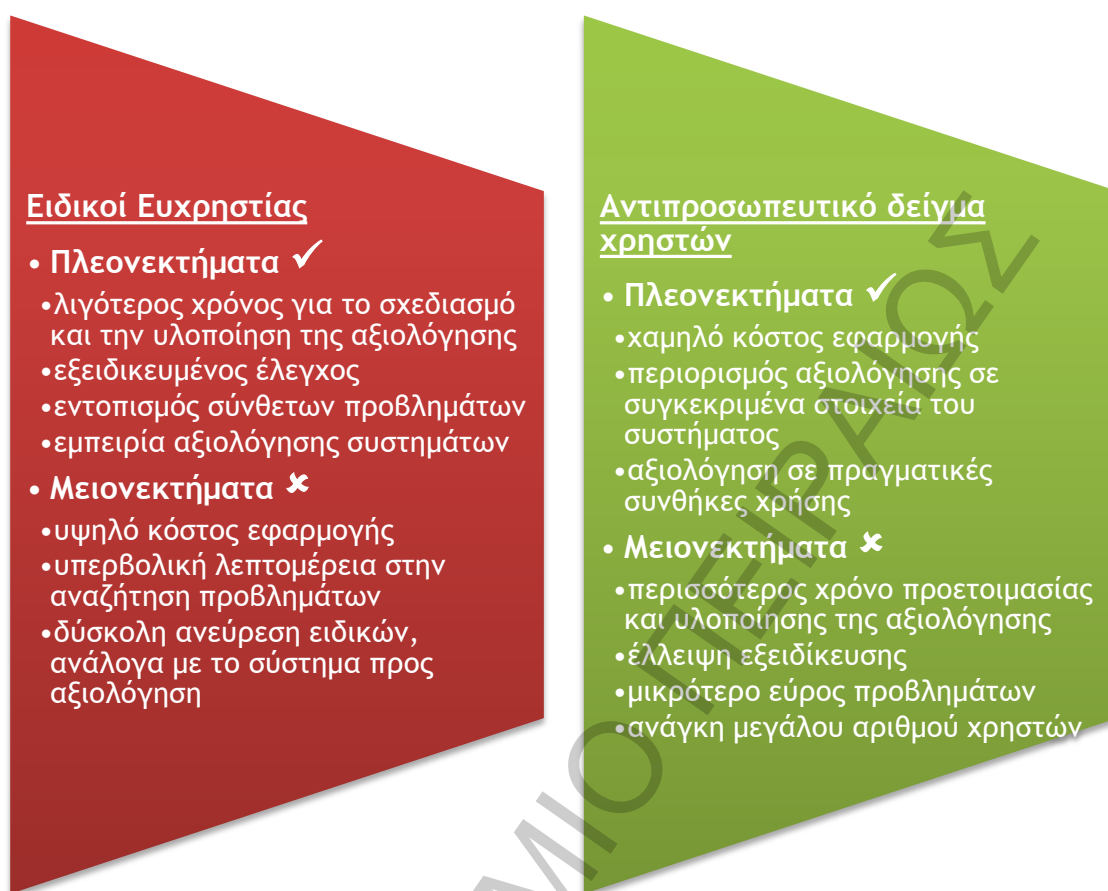 Ειδικοί Ευχρηστίας
• Πλεονεκτήματα ✓
•λιγότερος χρόνος για το σχεδιασμό
και την υλοποίηση της αξιολόγησης
•εξειδικευμένος έλεγχος
•εντοπισμός σύνθετων προβλημάτων
•εμπειρία αξιολόγησης συστημάτων
• Μειονεκτήματα ✘
•υψηλό κόστος εφαρμογής
•υπερβολική λεπτομέρεια στην
αναζήτηση προβλημάτων
•δύσκολη ανεύρεση ειδικών,
ανάλογα με το σύστημα προς
αξιολόγηση
Αντιπροσωπευτικό δείγμα
χρηστών
• Πλεονεκτήματα ✓
•χαμηλό κόστος εφαρμογής
•περιορισμός αξιολόγησης σε
συγκεκριμένα στοιχεία του
συστήματος
•αξιολόγηση σε πραγματικές
συνθήκες χρήσης
• Μειονεκτήματα ✘
•περισσότερος χρόνο προετοιμασίας
και υλοποίησης της αξιολόγησης
•έλλειψη εξειδίκευσης
•μικρότερο εύρος προβλημάτων
•ανάγκη μεγάλου αριθμού χρηστών
ΜΙΟ ΠΕΙΡΑΙΩΣ